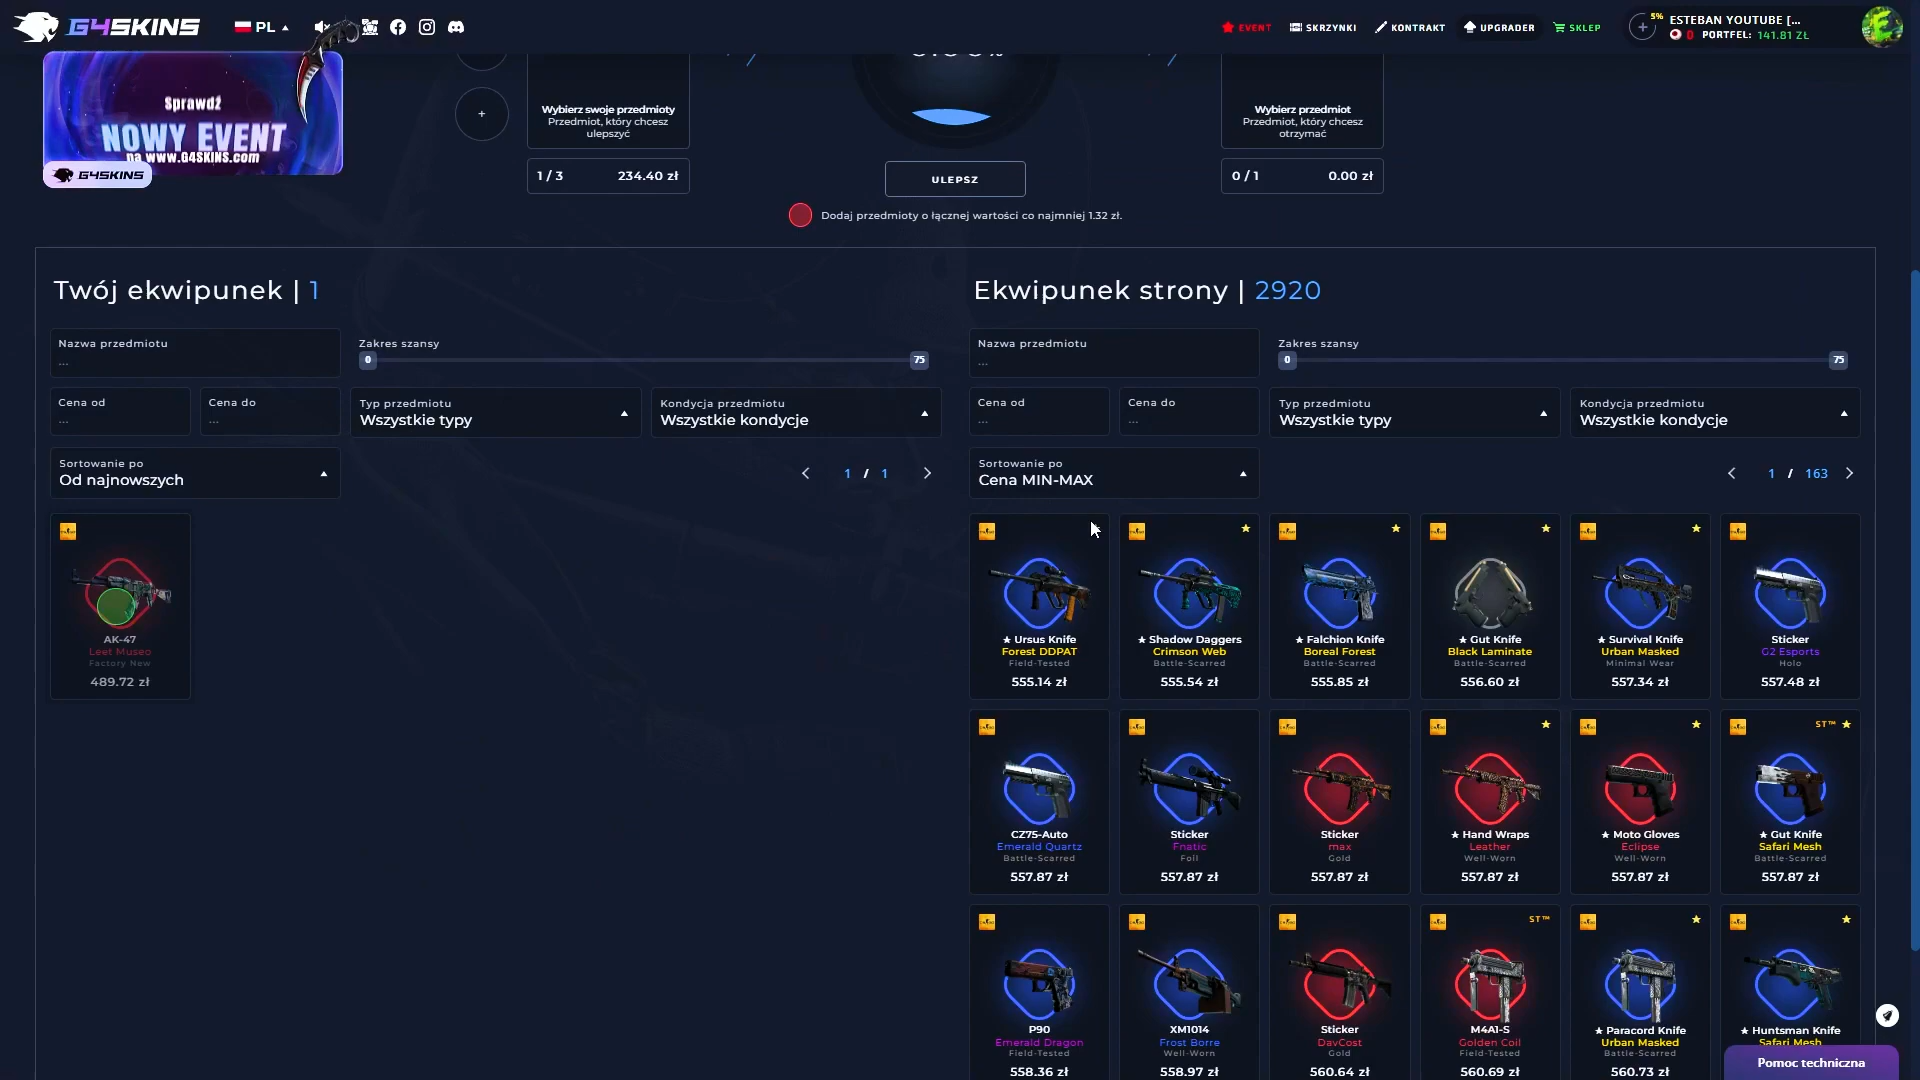 G4SKINS
PL
EVENT
SKRZYNKI
KONTRAKT
UPGRADER
SKLEP
5%
ESTEBAN YOUTUBE [...
0 PORTFEL: 141.81 ZŁ
Sprawdź
NOWY EVENT
na www.G4SKINS.com
G4SKINS
+
Wybierz swoje przedmioty
Przedmiot, który chcesz
ulepszyć
1 / 3 234.40 zł
ULEPSZ
Dodaj przedmioty o łącznej wartości co najmniej 1.32 zł.
Wybierz przedmiot
Przedmiot, który chcesz
otrzymać
0 / 1 0.00 zł
Twój ekwipunek | 1
Nazwa przedmiotu
...
Zakres szansy
0 75
Cena od
...
Cena do
...
Typ przedmiotu
Wszystkie typy
Kondycja przedmiotu
Wszystkie kondycje
Sortowanie po
Od najnowszych
1 / 1
AK-47
Leet Museo
Factory New
489.72 zł
Ekwipunek strony | 2920
Nazwa przedmiotu
...
Zakres szansy
0 75
Cena od
...
Cena do
...
Typ przedmiotu
Wszystkie typy
Kondycja przedmiotu
Wszystkie kondycje
Sortowanie po
Cena MIN-MAX
1 / 163
★ Ursus Knife
Forest DDPAT
Field-Tested
555.14 zł
★ Shadow Daggers
Crimson Web
Battle-Scarred
555.54 zł
★ Falchion Knife
Boreal Forest
Battle-Scarred
555.85 zł
★ Gut Knife
Black Laminate
Battle-Scarred
556.60 zł
★ Survival Knife
Urban Masked
Minimal Wear
557.34 zł
Sticker
G2 Esports
Holo
557.48 zł
CZ75-Auto
Emerald Quartz
Battle-Scarred
557.87 zł
Sticker
Fnatic
Foil
557.87 zł
Sticker
max
Gold
557.87 zł
★ Hand Wraps
Leather
Well-Worn
557.87 zł
★ Moto Gloves
Eclipse
Well-Worn
557.87 zł
ST™
★ Gut Knife
Safari Mesh
Battle-Scarred
557.87 zł
P90
Emerald Dragon
Field-Tested
558.36 zł
XM1014
Frost Borre
Well-Worn
558.97 zł
Sticker
DavCost
Gold
560.64 zł
ST™
M4A1-S
Golden Coil
Field-Tested
560.69 zł
★ Paracord Knife
Urban Masked
Battle-Scarred
560.73 zł
★ Huntsman Knife
Safari Mesh
Pomoc techniczna